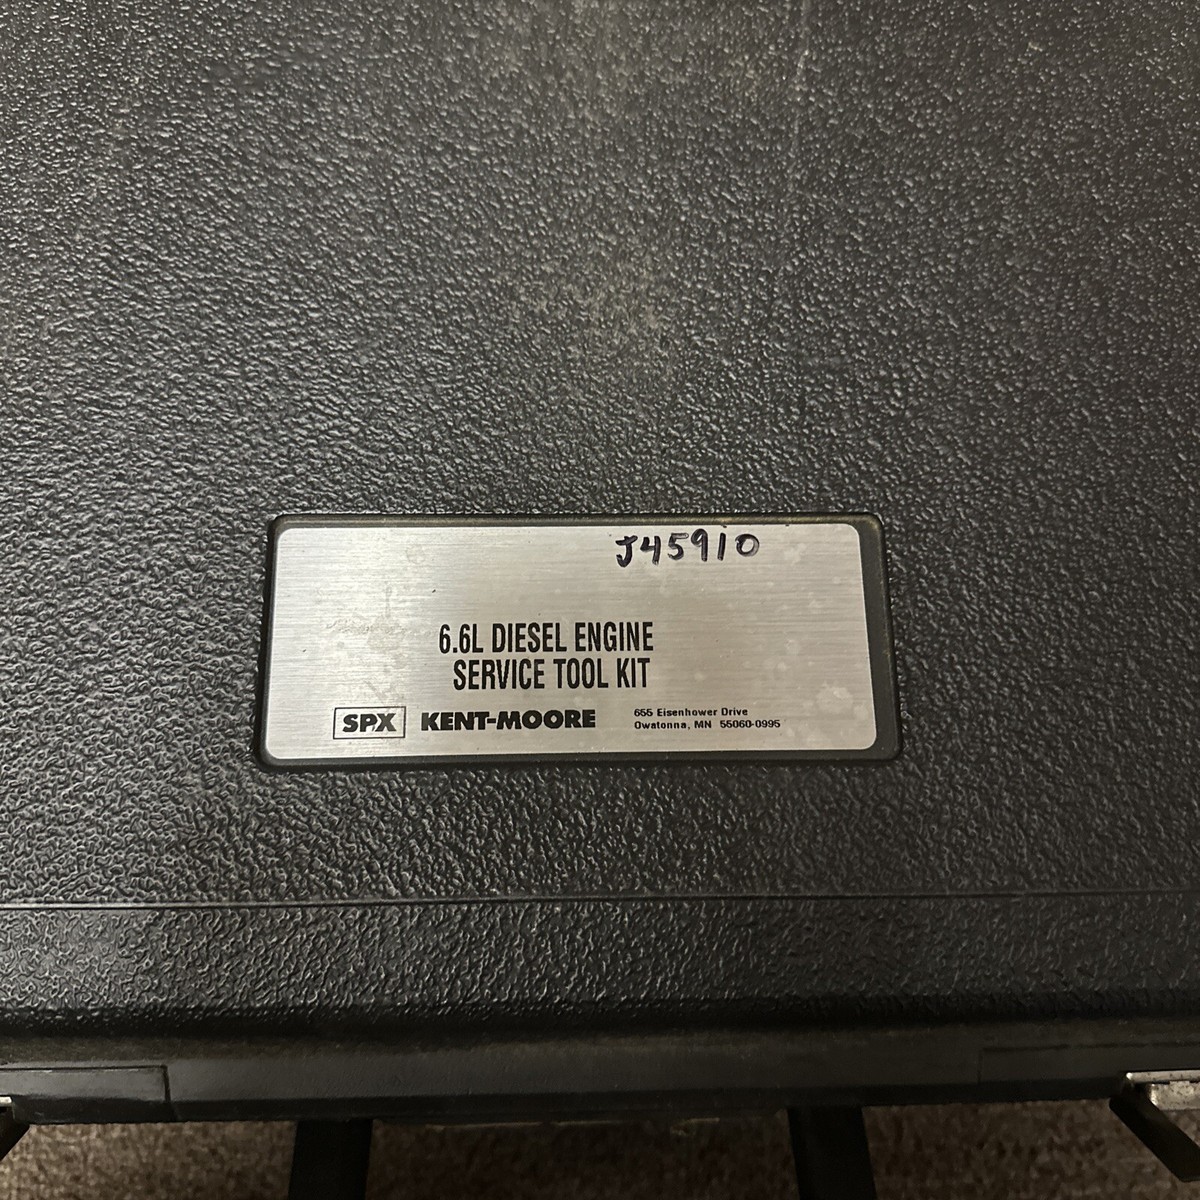 J45910
6.6L DIESEL ENGINE
SERVICE TOOL KIT
SPX KENT-MOORE
655 Eisenhower Drive
Owatonna, MN 55060-0995